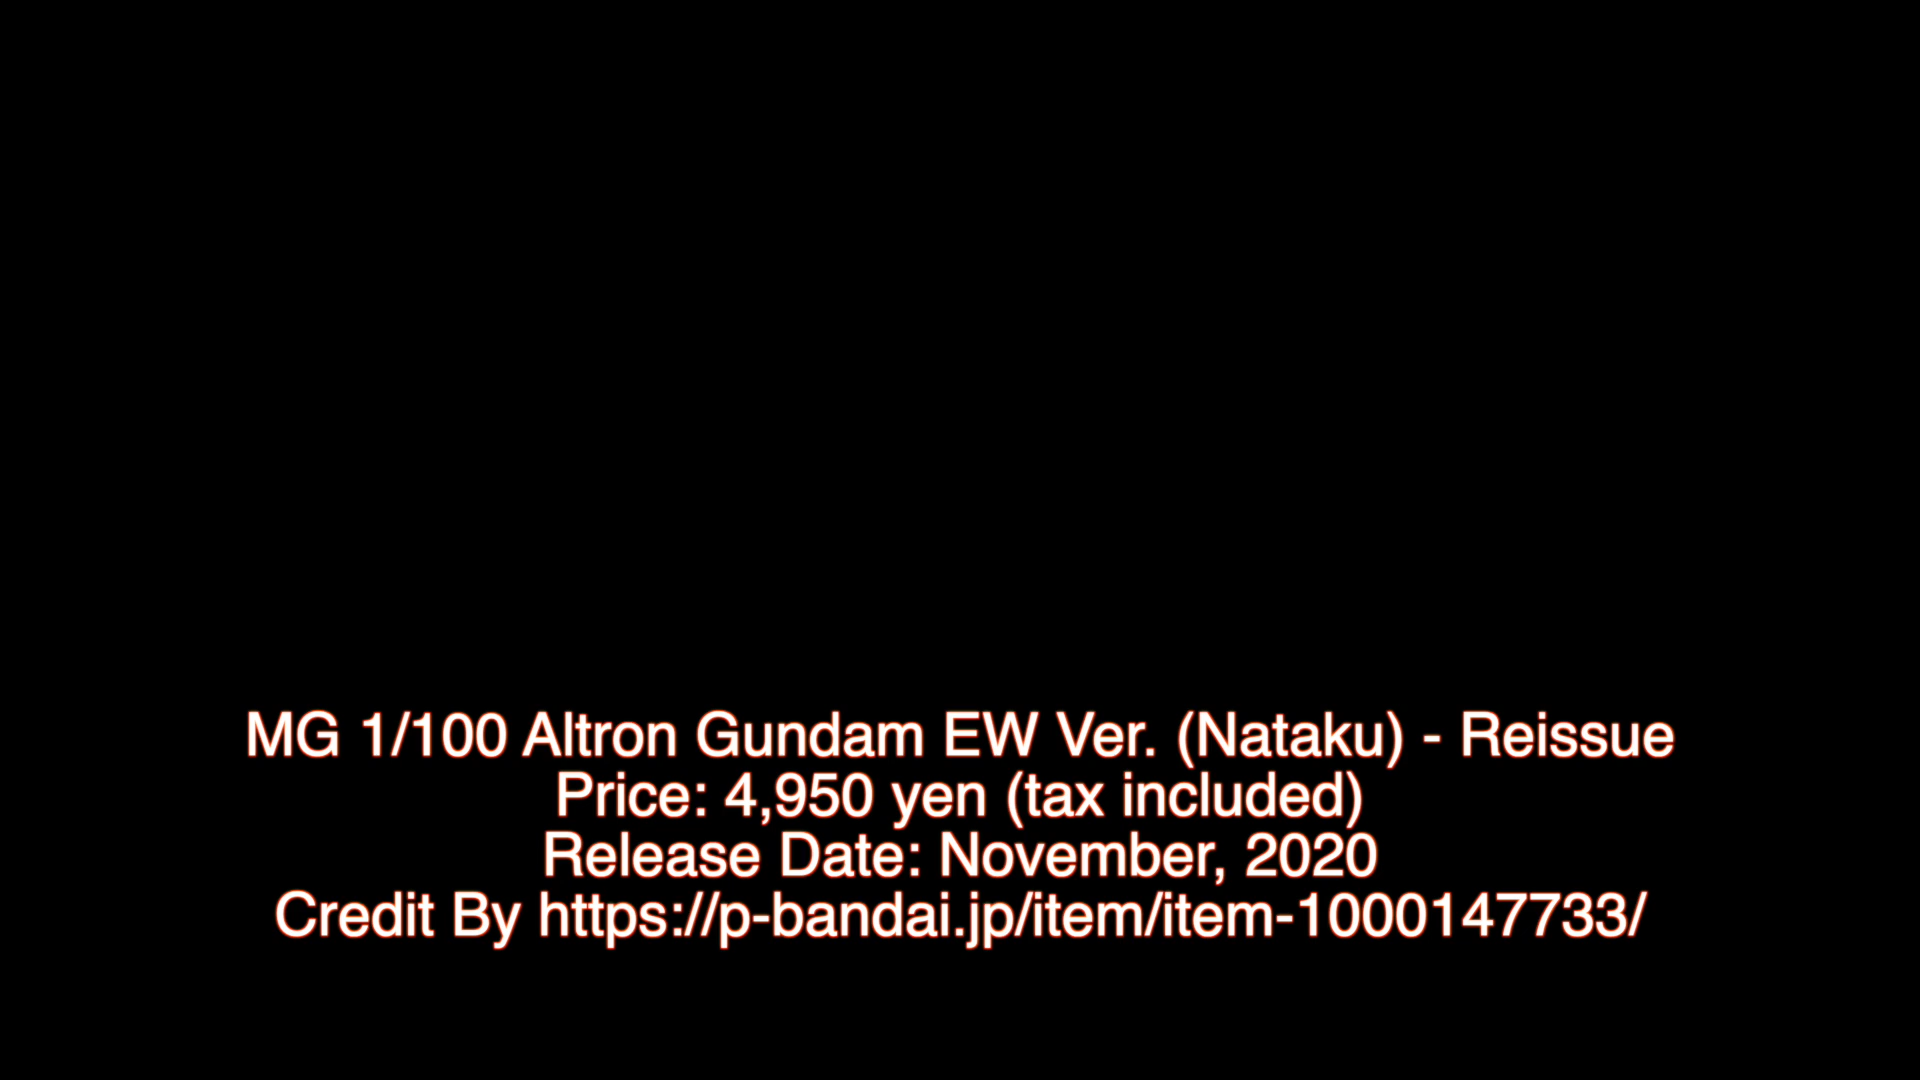 MG 1/100 Altron Gundam EW Ver. (Nataku) - Reissue
Price: 4,950 yen (tax included)
Release Date: November, 2020
Credit By https://p-bandai.jp/item/item-1000147733/